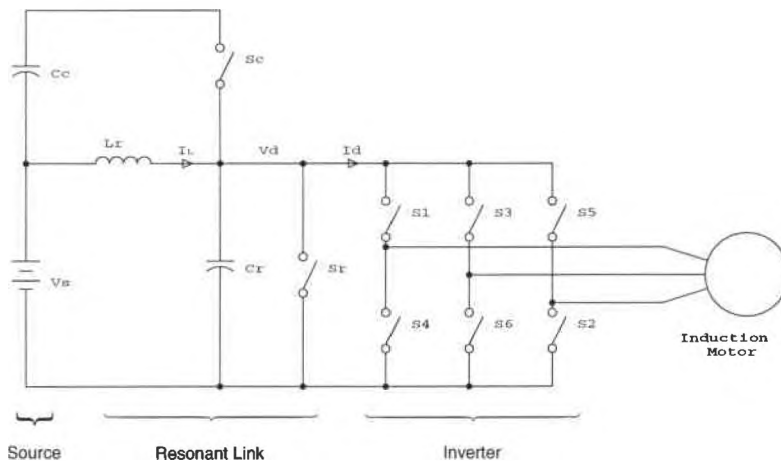 Cc
Sc
Lr
IL
Vd
Id
S1
S3
S5
Vs
Cr
Sr
S4
S6
S2
Induction
Motor
Source
Resonant Link
Inverter